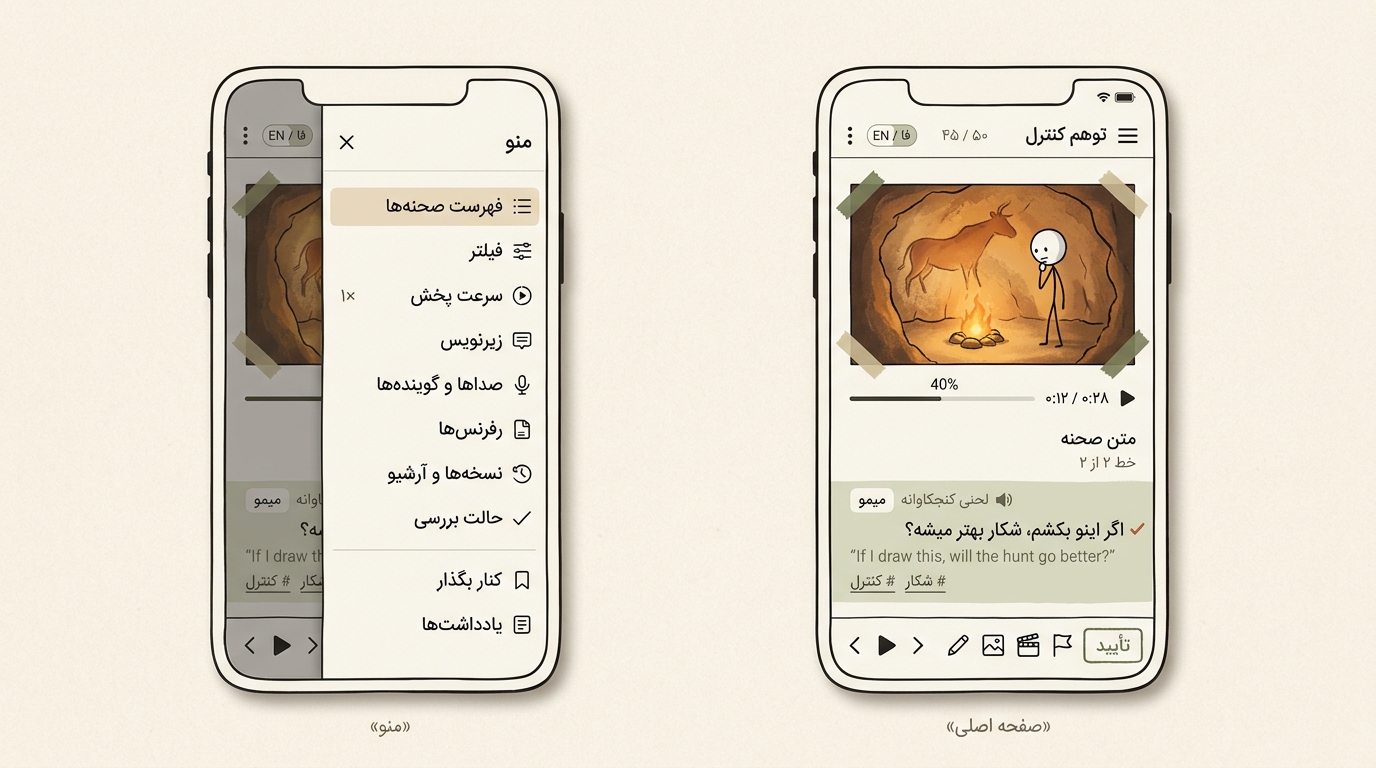 توهم کنترل
۴۵ / ۵۰
EN / فا
40%
۰:۱۲ / ۰:۲۸
متن صحنه
خط ۲ از ۲
لحنی کنجکاوانه
میمو
اگر اینو بکشم، شکار بهتر میشه؟
“If I draw this, will the hunt go better?”
# شکار # کنترل
تأیید
«صفحه اصلی»
منو
EN / فا
فهرست صحنه‌ها
فیلتر
سرعت پخش ۱×
زیرنویس
صداها و گوینده‌ها
رفرنس‌ها
نسخه‌ها و آرشیو
حالت بررسی
کنار بگذار
یادداشت‌ها
میمو
“If I draw th
# کنترل
«منو»